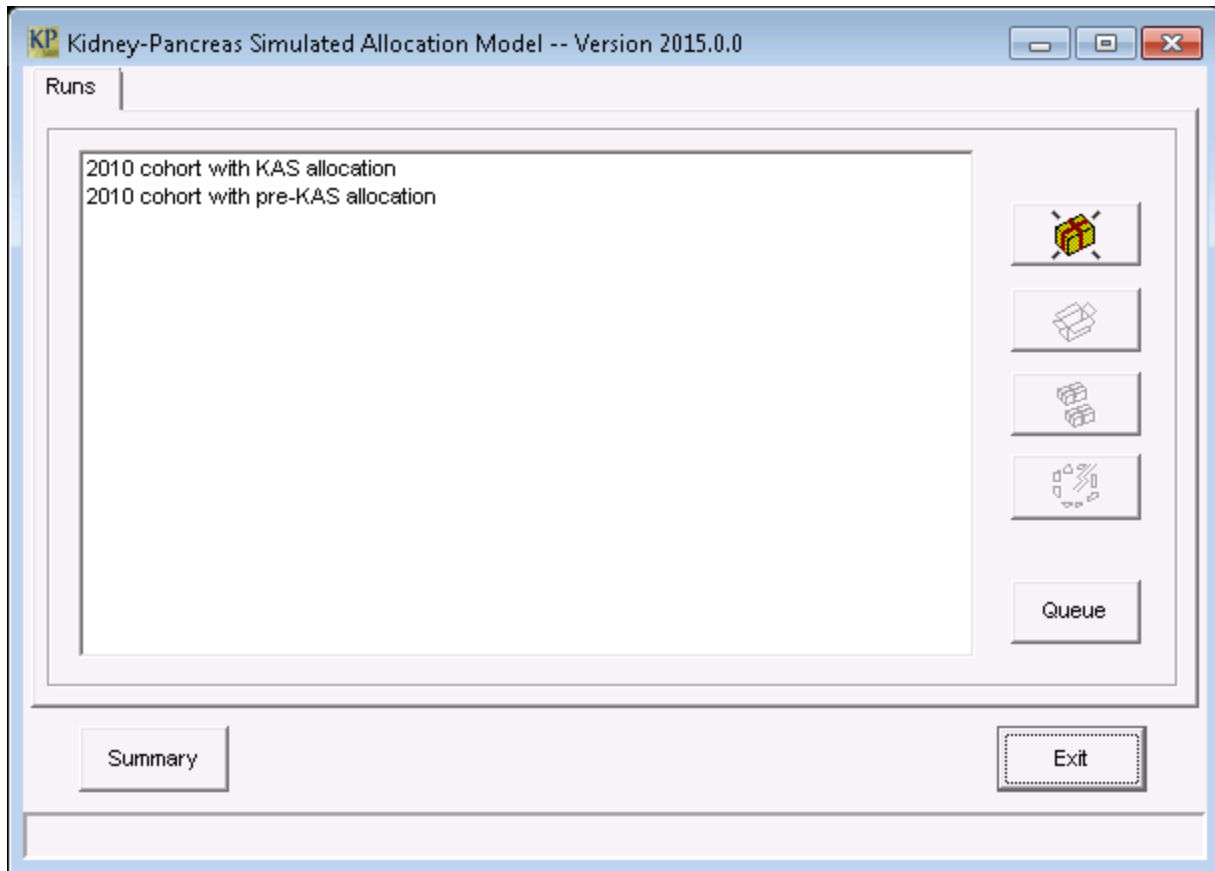 KP Kidney-Pancreas Simulated Allocation Model -- Version 2015.0.0
Runs
2010 cohort with KAS allocation
2010 cohort with pre-KAS allocation
Queue
Summary
Exit